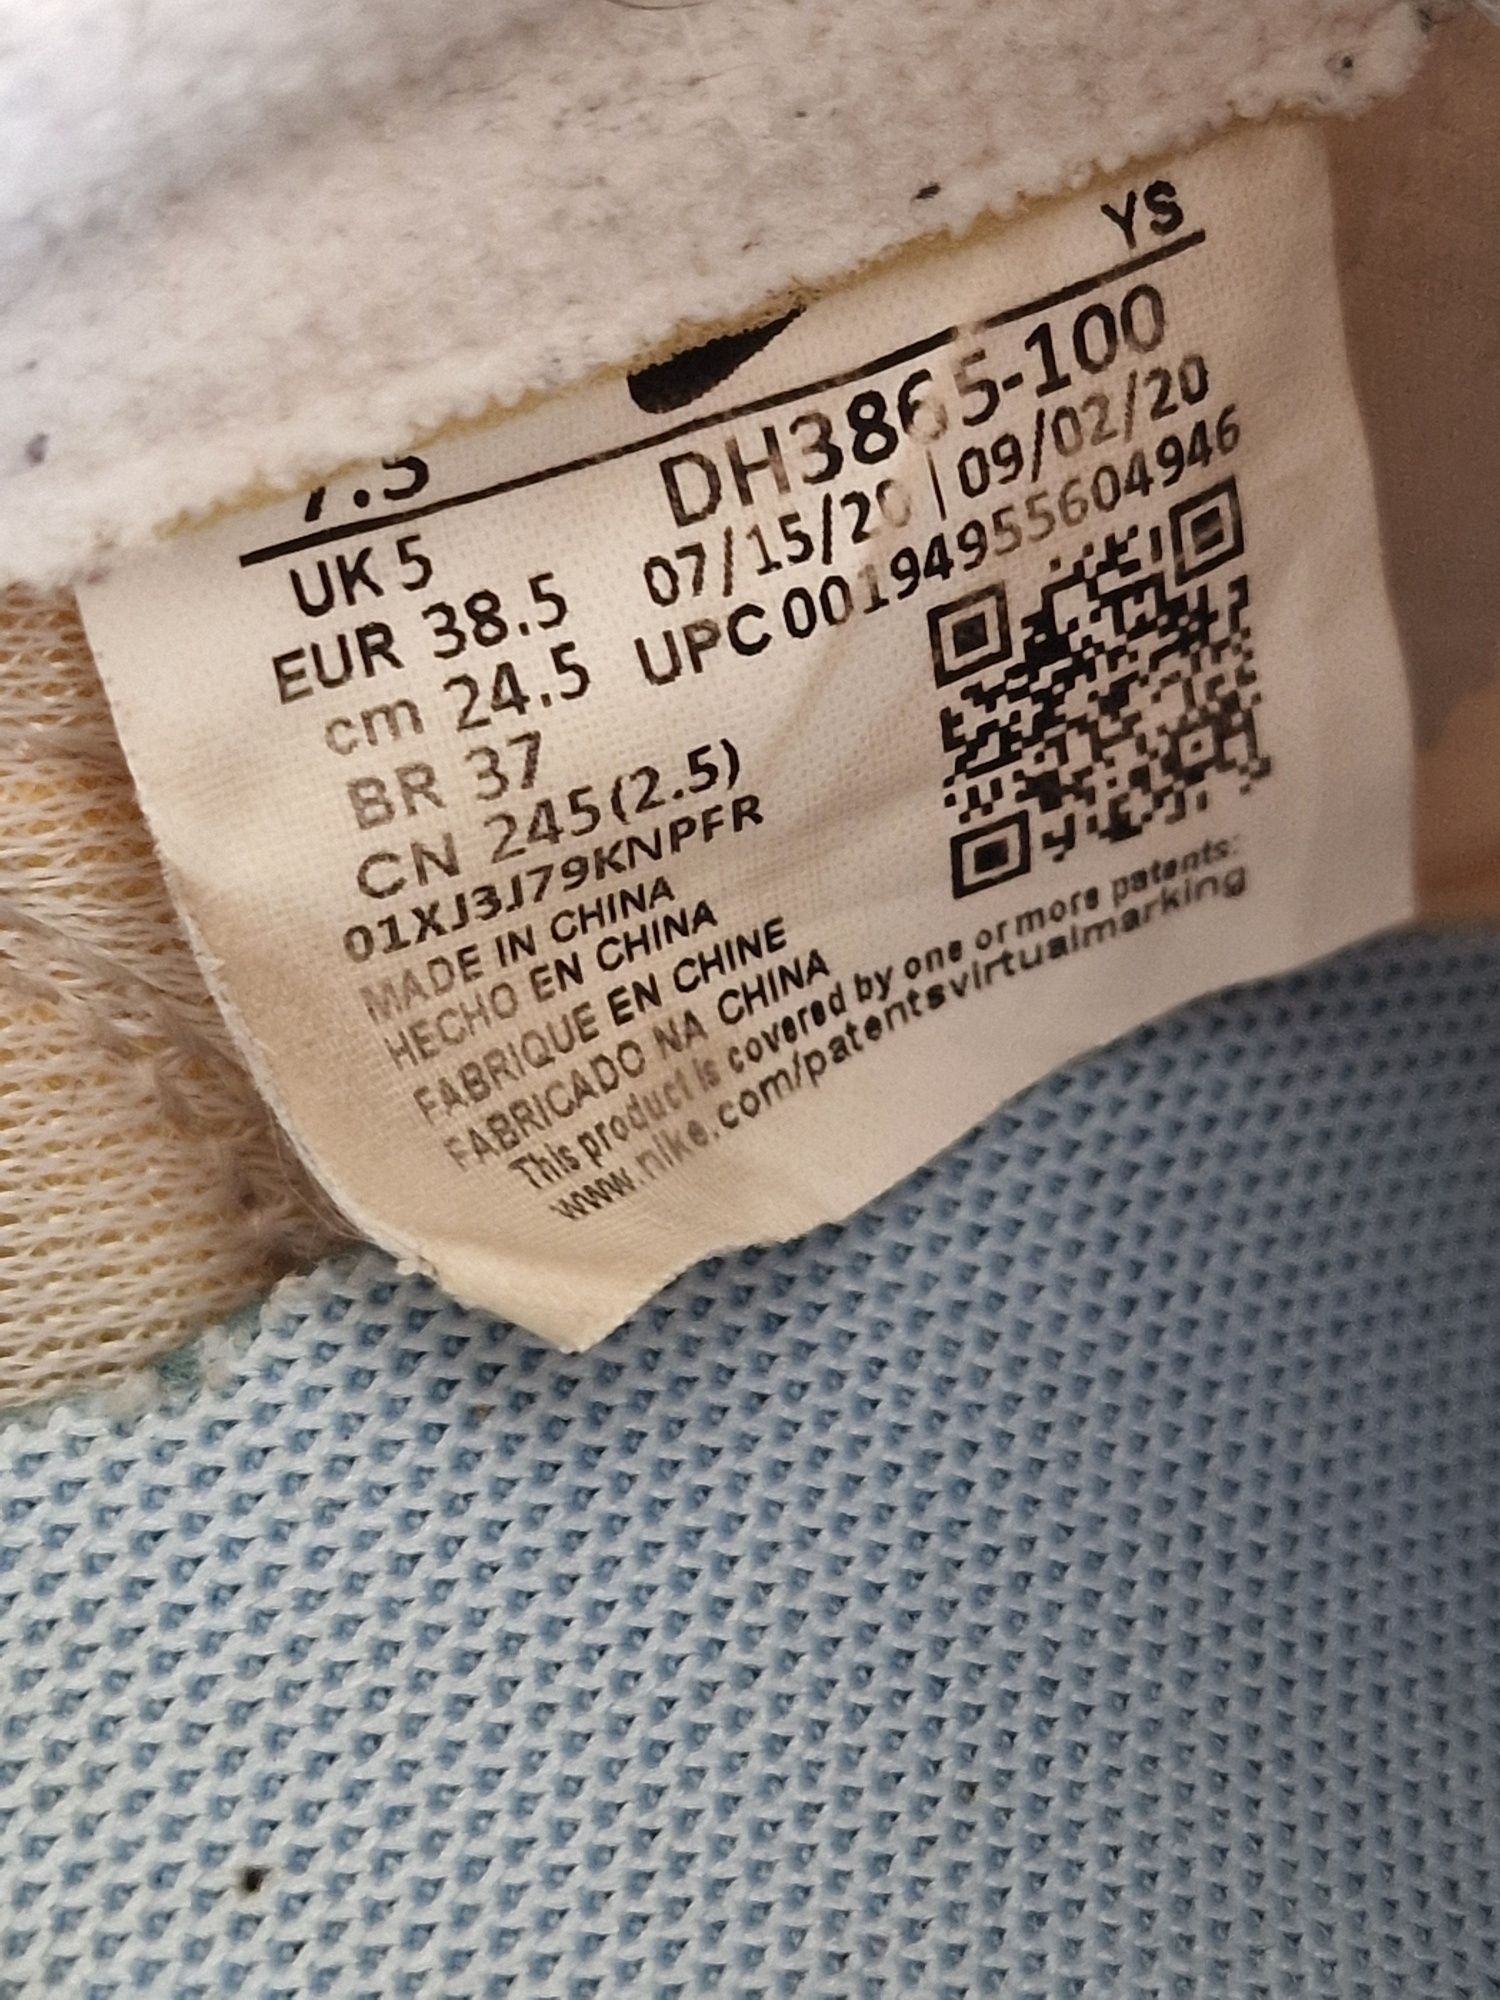 YS
7.5
DH3865-100
UK 5
07/15/20 | 09/02/20
EUR 38.5
UPC 00194955604946
cm 24.5
BR 37
CN 245(2.5)
01XJ3J79KNPFR
MADE IN CHINA
HECHO EN CHINA
FABRIQUE EN CHINE
FABRICADO NA CHINA
This product is covered by one or more patents:
www.nike.com/patentsvirtualmarking